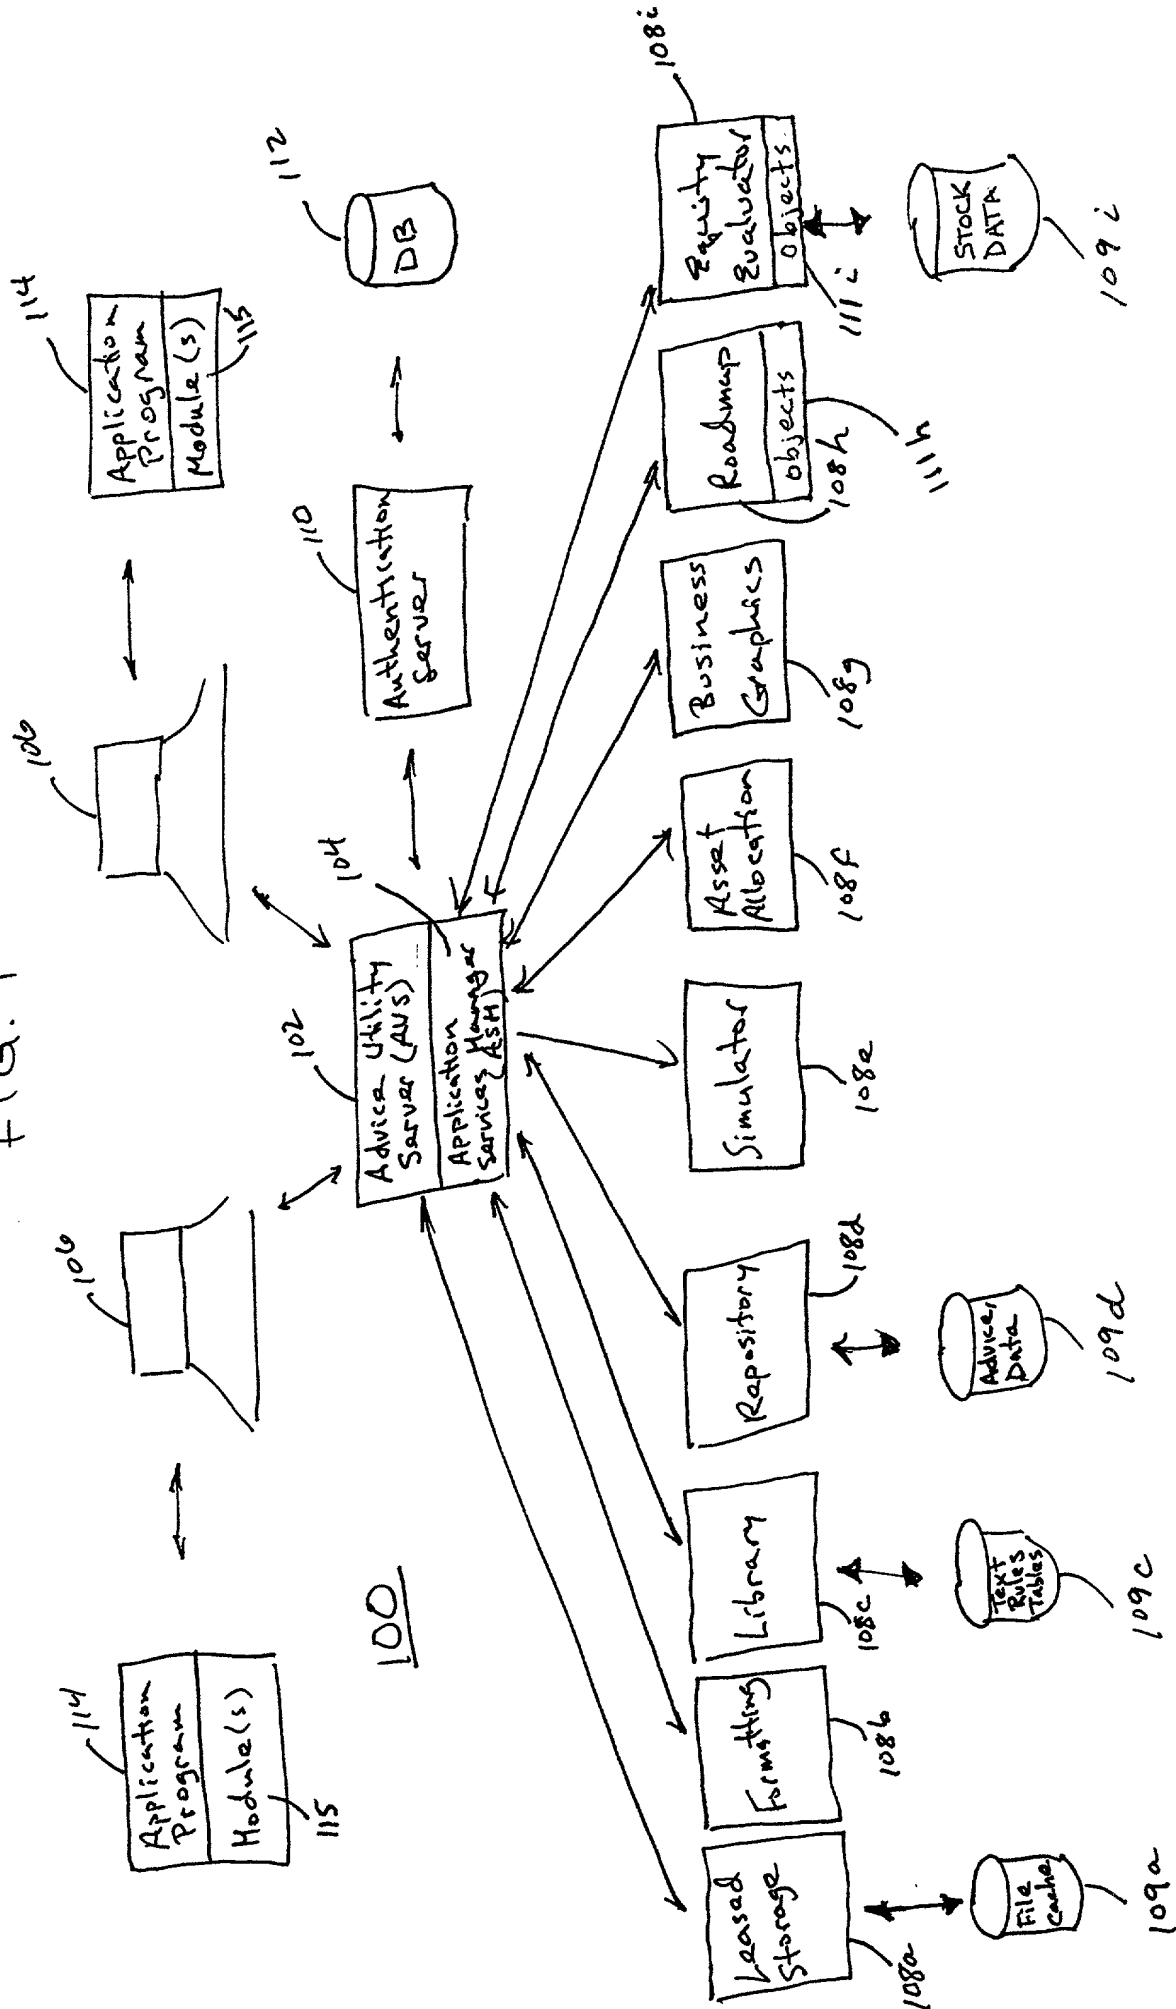 FIG. 1
114
Application
Program
Module(s)
115
106
106
114
Application
Program
Module(s)
115
100
102
Advice Utility
Server (AUS)
Application
Services Manager
(ASM)
104
110
Authentication
Server
112
DB
Leased
Storage
108a
Formatting
108b
Library
108c
Repository
108d
Simulator
108e
Asset
Allocation
108f
Business
Graphics
108g
Roadmap
objects
108h
111h
Equity
Evaluator
objects
108i
111i
File
Cache
109a
Text
Rules
Tables
109c
Advice,
Data
109d
STOCK
DATA
109i